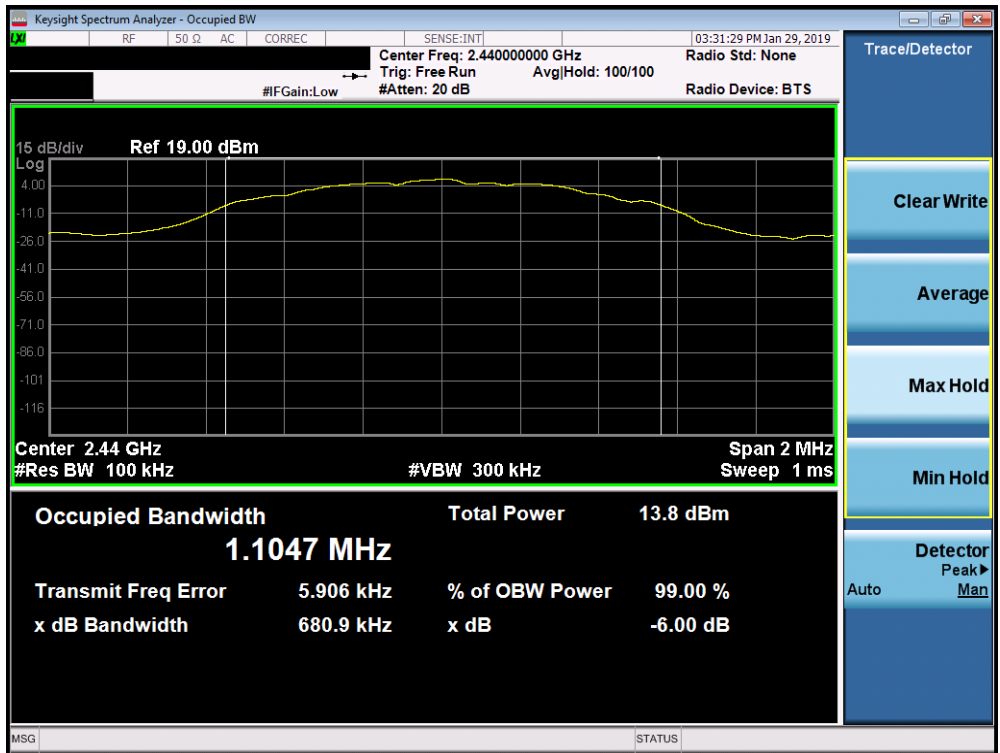 Keysight Spectrum Analyzer - Occupied BW
LXI RF 50 Ω AC CORREC SENSE:INT 03:31:29 PM Jan 29, 2019
Center Freq: 2.440000000 GHz Radio Std: None
Trig: Free Run Avg|Hold: 100/100
#IFGain:Low #Atten: 20 dB Radio Device: BTS
15 dB/div Ref 19.00 dBm
Log
4.00
-11.0
-26.0
-41.0
-56.0
-71.0
-86.0
-101
-116
Center 2.44 GHz Span 2 MHz
#Res BW 100 kHz #VBW 300 kHz Sweep 1 ms
Occupied Bandwidth Total Power 13.8 dBm
1.1047 MHz
Transmit Freq Error 5.906 kHz % of OBW Power 99.00 %
x dB Bandwidth 680.9 kHz x dB -6.00 dB
Trace/Detector
Clear Write
Average
Max Hold
Min Hold
Detector
Peak▶
Auto Man
MSG STATUS